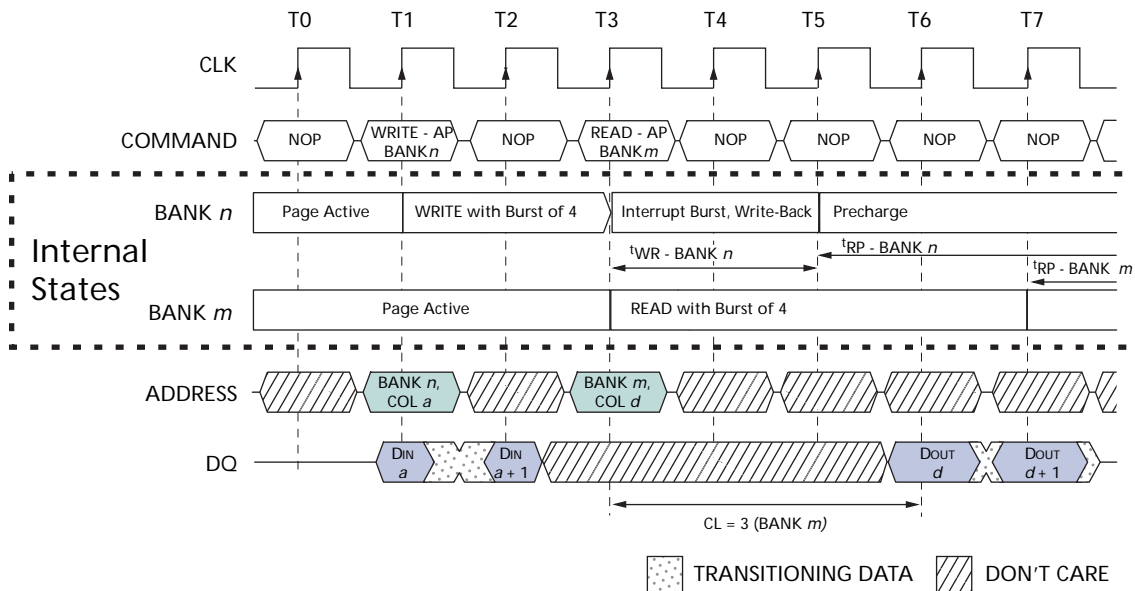 T0 T1 T2 T3 T4 T5 T6 T7
CLK
COMMAND NOP WRITE - AP NOP READ - AP NOP NOP NOP NOP
BANK n BANK m
BANK n Page Active WRITE with Burst of 4 Interrupt Burst, Write-Back Precharge
Internal
States
tWR - BANK n tRP - BANK n
tRP - BANK m
BANK m Page Active READ with Burst of 4
ADDRESS BANK n, BANK m,
COL a COL d
DQ DIN DIN DOUT DOUT
a a + 1 d d + 1
CL = 3 (BANK m)
TRANSITIONING DATA DON'T CARE